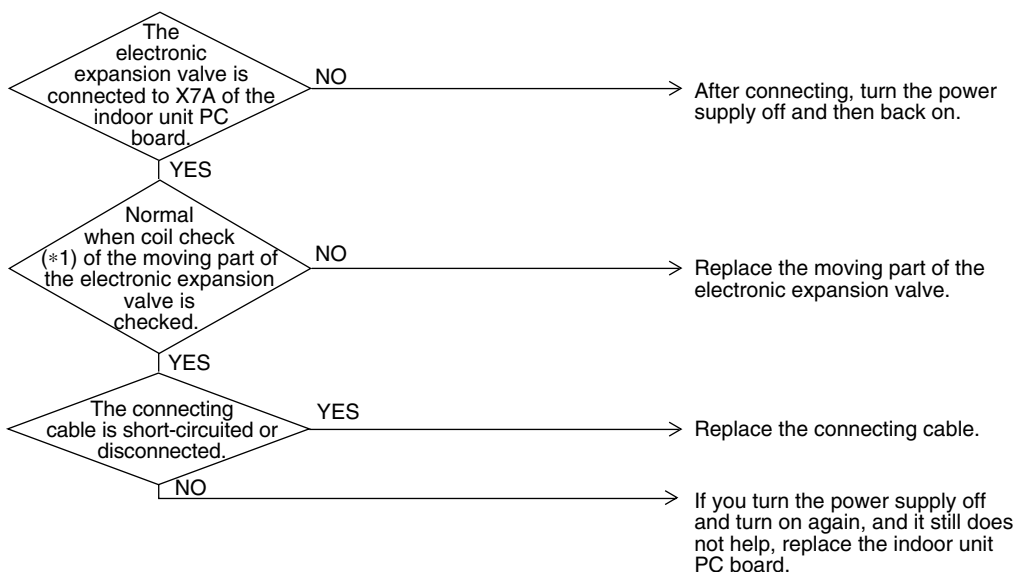 The
electronic
expansion valve is
connected to X7A of the
indoor unit PC
board.
NO
After connecting, turn the power
supply off and then back on.
YES
Normal
when coil check
(∗1) of the moving part of
the electronic expansion
valve is
checked.
NO
Replace the moving part of the
electronic expansion valve.
YES
The connecting
cable is short-circuited or
disconnected.
YES
Replace the connecting cable.
NO
If you turn the power supply off
and turn on again, and it still does
not help, replace the indoor unit
PC board.